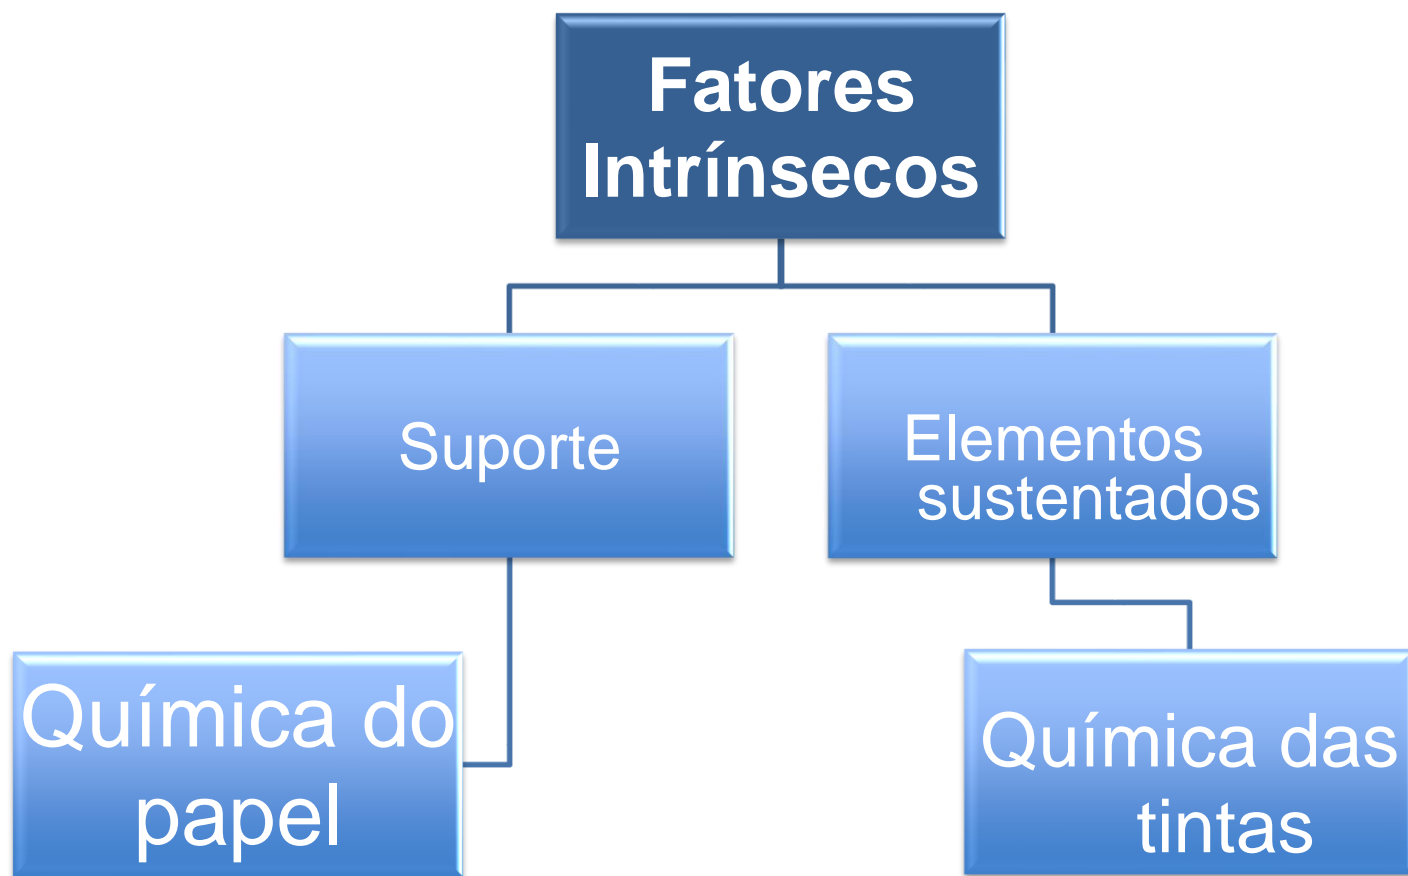 Fatores
Intrínsecos
Suporte
Elementos
sustentados
Química do
papel
Química das
tintas